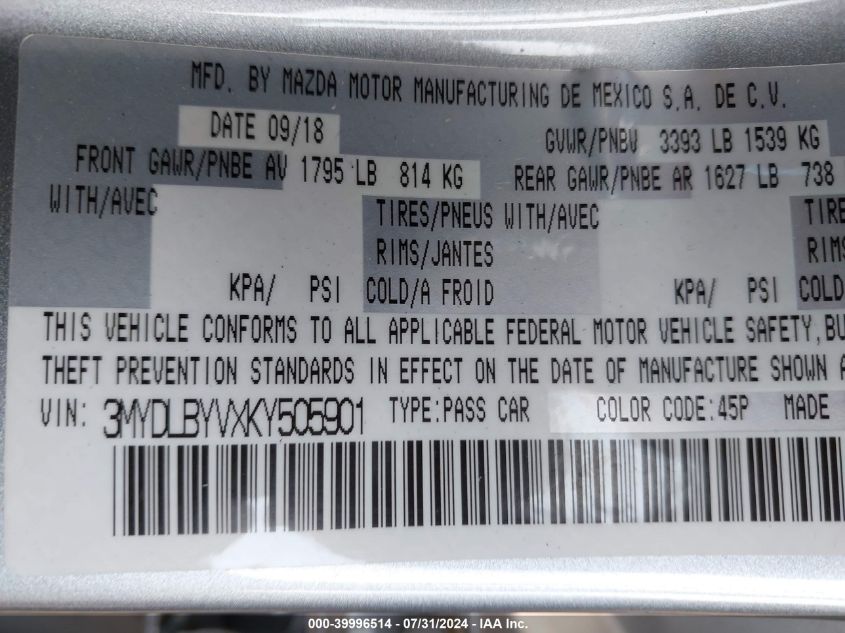 MFD. BY MAZDA MOTOR MANUFACTURING DE MEXICO S.A. DE C.V.
DATE 09/18 GVWR/PNBV 3393 LB 1539 KG
FRONT GAWR/PNBE AV 1795 LB 814 KG REAR GAWR/PNBE AR 1627 LB 738
WITH/AVEC TIRES/PNEUS WITH/AVEC TIRE
RIMS/JANTES RIMS
KPA/ PSI COLD/A FROID KPA/ PSI COLD
THIS VEHICLE CONFORMS TO ALL APPLICABLE FEDERAL MOTOR VEHICLE SAFETY, BU
THEFT PREVENTION STANDARDS IN EFFECT ON THE DATE OF MANUFACTURE SHOWN A
VIN: 3MYDLBYVXKY505901 TYPE:PASS CAR COLOR CODE:45P MADE
000-39996514 / 07/31/2024 - IAA Inc.